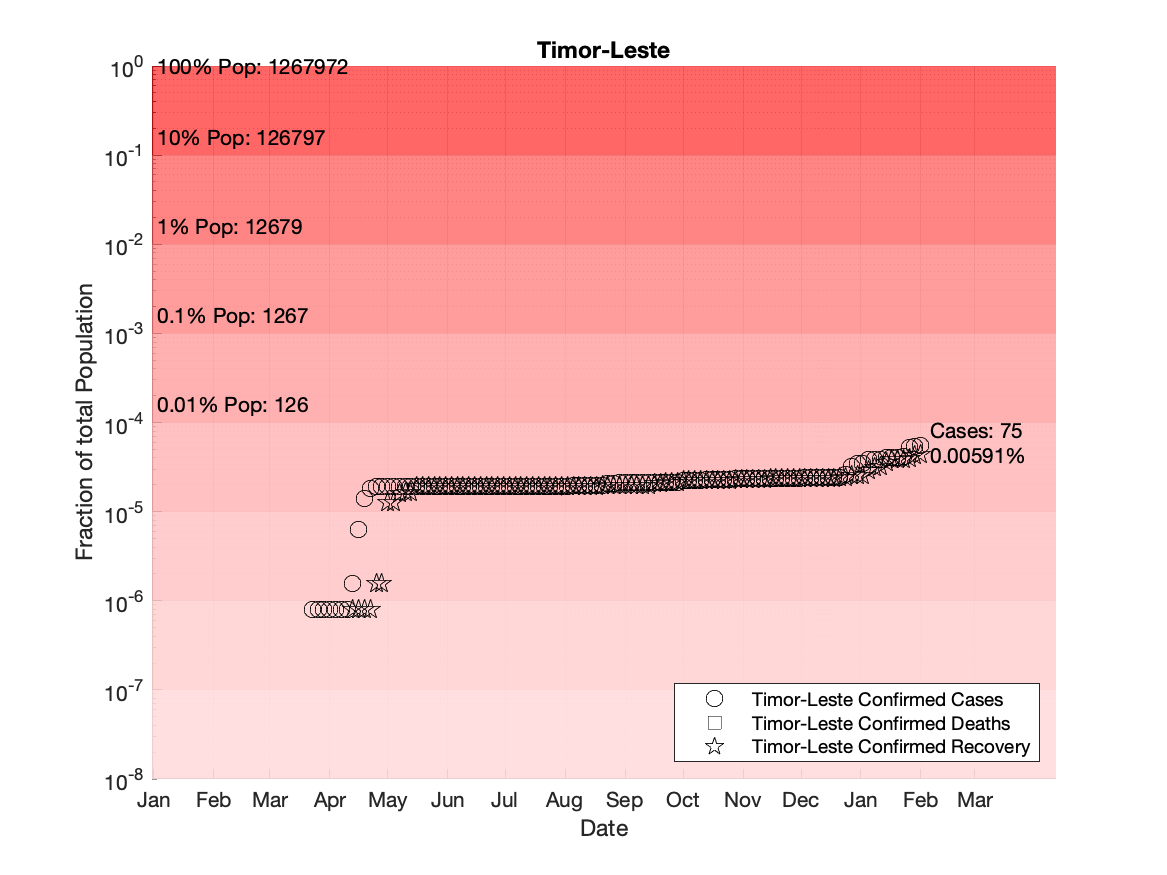 Timor-Leste
10^0
10^-1
10^-2
10^-3
10^-4
10^-5
10^-6
10^-7
10^-8
Fraction of total Population
100% Pop: 1267972
10% Pop: 126797
1% Pop: 12679
0.1% Pop: 1267
0.01% Pop: 126
Cases: 75
0.00591%
Timor-Leste Confirmed Cases
Timor-Leste Confirmed Deaths
Timor-Leste Confirmed Recovery
Jan Feb Mar Apr May Jun Jul Aug Sep Oct Nov Dec Jan Feb Mar
Date